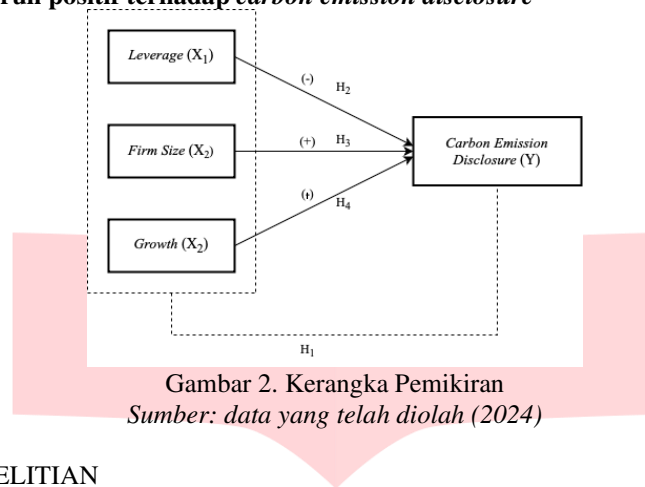 positif terhadap carbon emission disclosure
Leverage (X1)
(-)
H2
Firm Size (X2)
(+)
H3
Carbon Emission
Disclosure (Y)
(+)
H4
Growth (X2)
H1
Gambar 2. Kerangka Pemikiran
Sumber: data yang telah diolah (2024)
ELITIAN